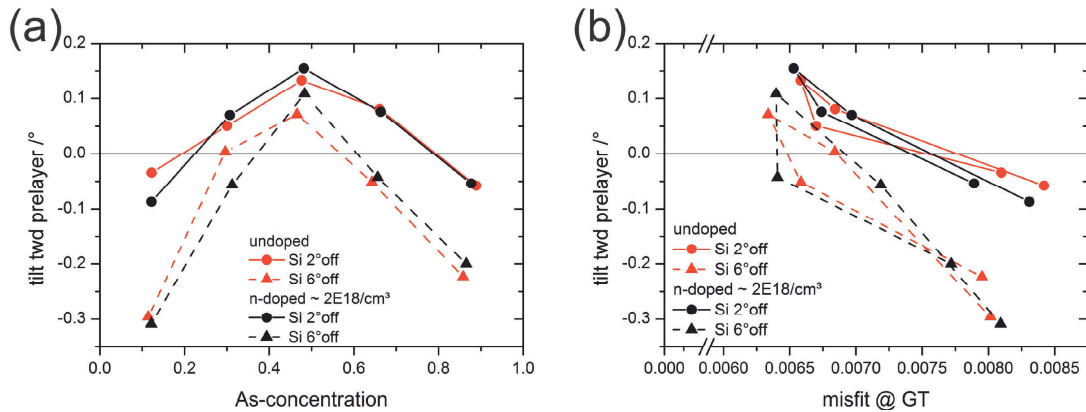 (a)
0.2
0.1
0.0
-0.1
-0.2
-0.3
tilt twd prelayer /°
undoped
Si 2°off
Si 6°off
n-doped ~ 2E18/cm³
Si 2°off
Si 6°off
0.0 0.2 0.4 0.6 0.8 1.0
As-concentration
(b)
0.2
0.1
0.0
-0.1
-0.2
-0.3
tilt twd prelayer /°
undoped
Si 2°off
Si 6°off
n-doped ~ 2E18/cm³
Si 2°off
Si 6°off
0.000 0.0060 0.0065 0.0070 0.0075 0.0080 0.0085
misfit @ GT